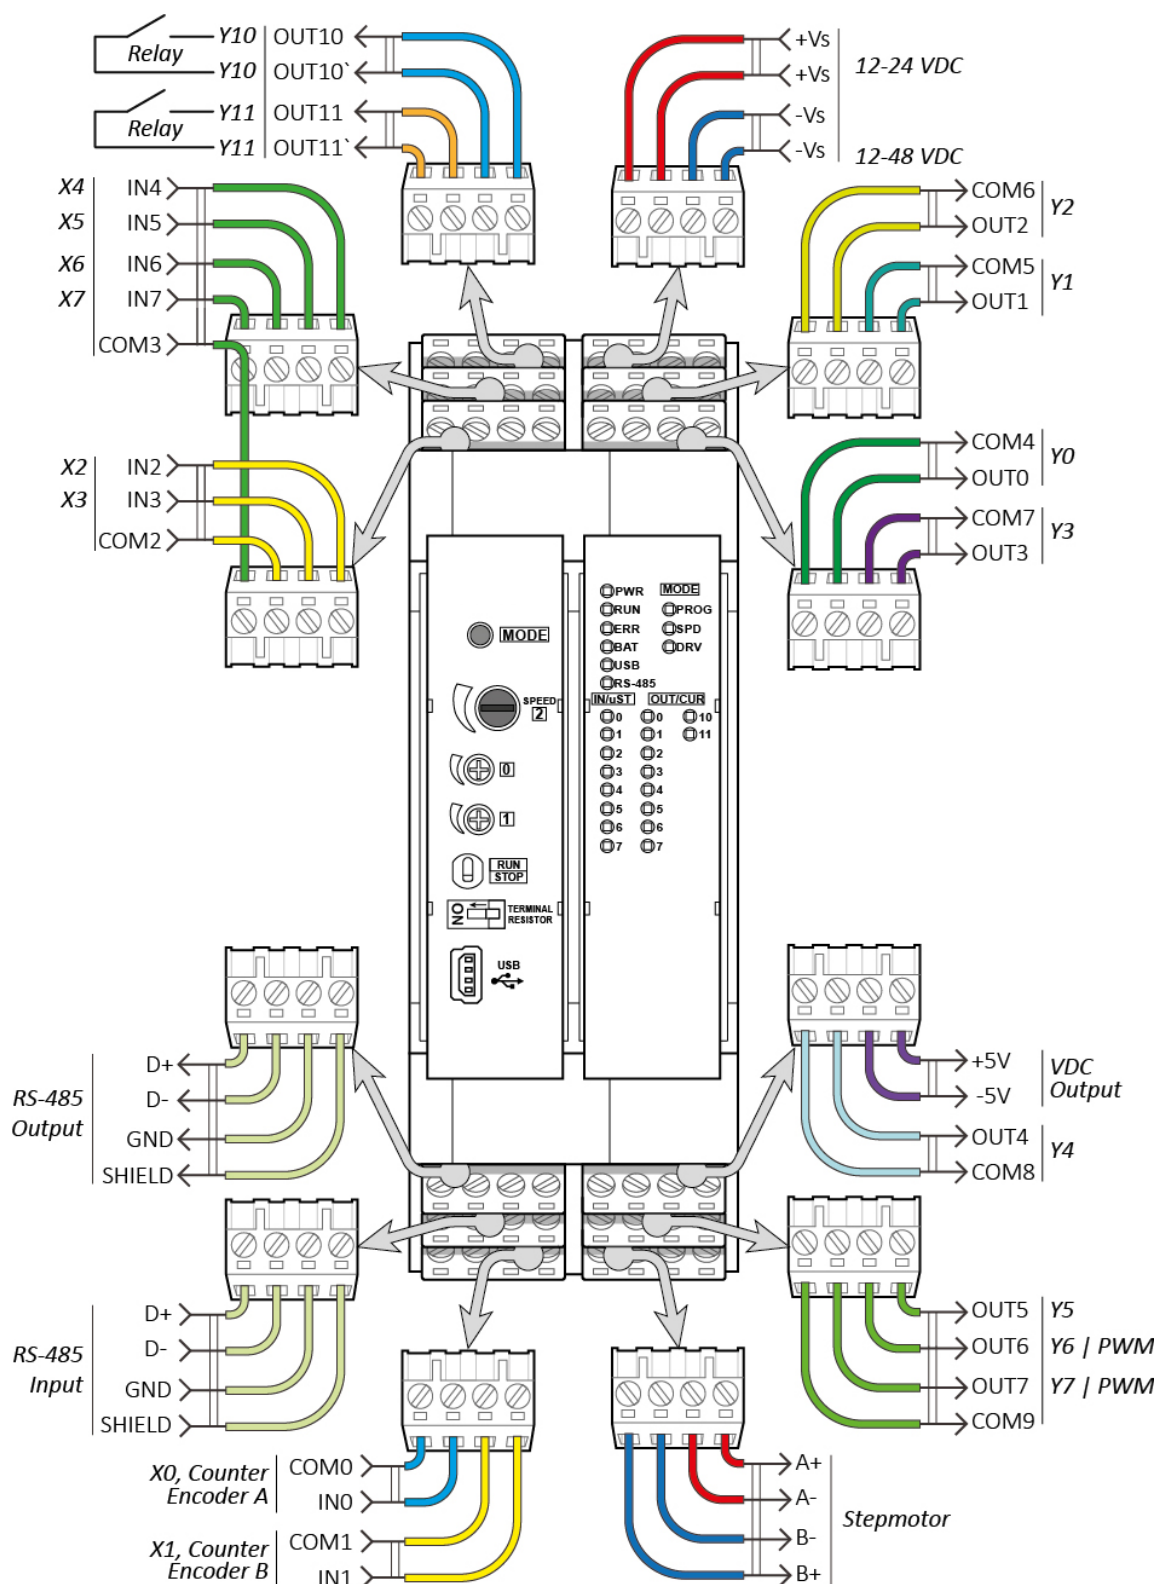 Y10 OUT10
Relay
Y10 OUT10`
Y11 OUT11
Relay
Y11 OUT11`
+Vs
12-24 VDC
+Vs
-Vs
-Vs
12-48 VDC
X4 IN4
X5 IN5
X6 IN6
X7 IN7
COM3
COM6
Y2
OUT2
COM5
Y1
OUT1
X2 IN2
X3 IN3
COM2
COM4
Y0
OUT0
COM7
Y3
OUT3
MODE
SPEED
2
0
1
RUN
STOP
NO
TERMINAL
RESISTOR
USB
PWR MODE
RUN PROG
ERR SPD
BAT DRV
USB
RS-485
IN/uST OUT/CUR
0 0 10
1 1 11
2 2
3 3
4 4
5 5
6 6
7 7
D+
RS-485
D-
Output
GND
SHIELD
+5V
VDC
-5V
Output
OUT4
Y4
COM8
D+
RS-485
D-
Input
GND
SHIELD
OUT5 Y5
OUT6 Y6 | PWM
OUT7 Y7 | PWM
COM9
X0, Counter COM0
Encoder A IN0
X1, Counter COM1
Encoder B IN1
A+
A-
Stepmotor
B-
B+